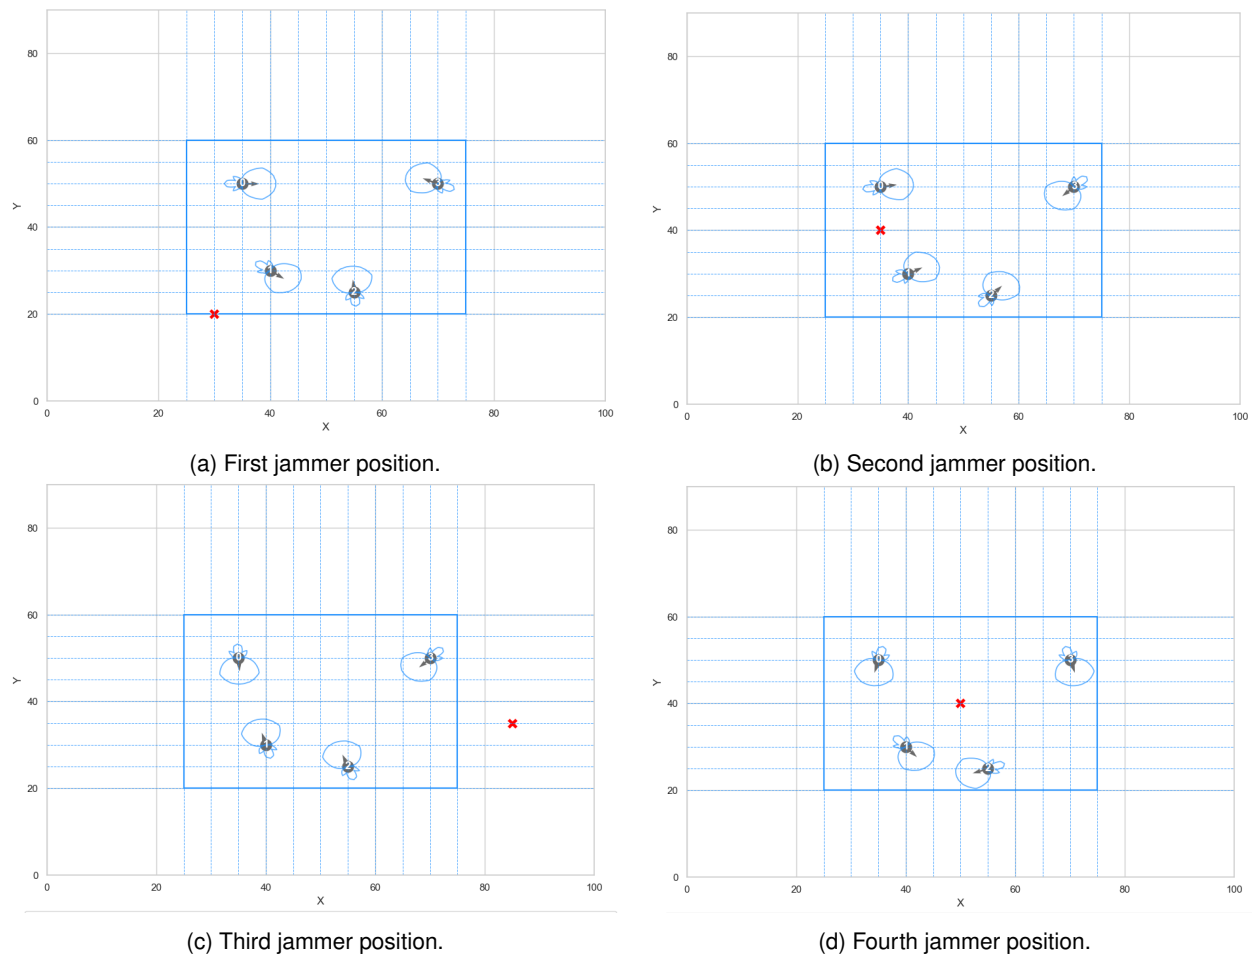 80
60
Y
40
20
0
0 1 2 3
0 20 40 60 80 100
X
(a) First jammer position.
80
60
Y
40
20
0
0 1 2 3
0 20 40 60 80 100
X
(b) Second jammer position.
80
60
Y
40
20
0
0 1 2 3
0 20 40 60 80 100
X
(c) Third jammer position.
80
60
Y
40
20
0
0 1 2 3
0 20 40 60 80 100
X
(d) Fourth jammer position.